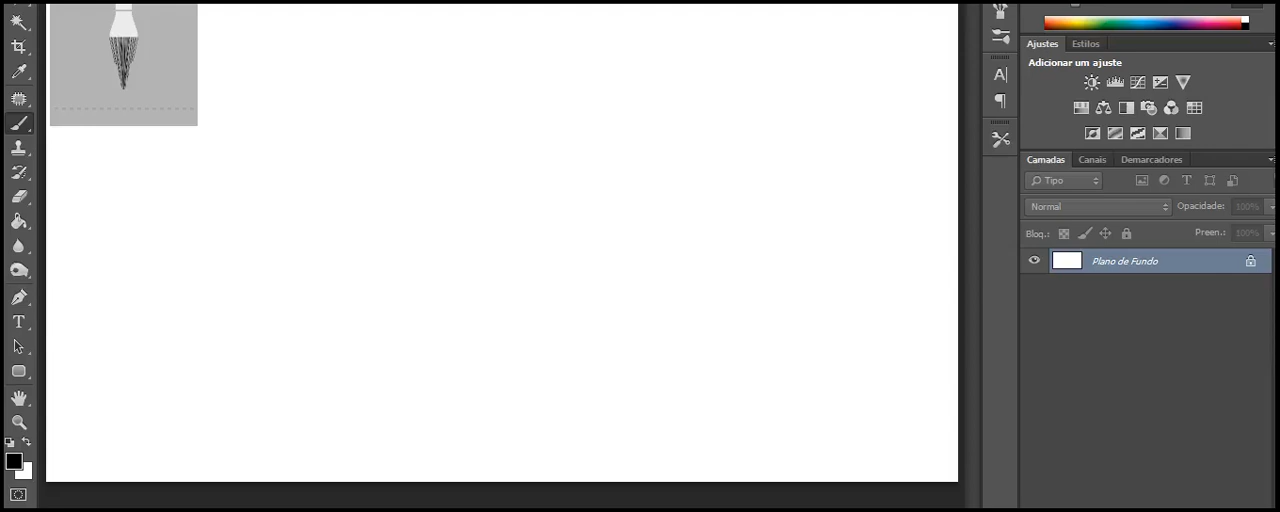 Ajustes Estilos
Adicionar um ajuste
Camadas Canais Demarcadores
Tipo
Normal Opacidade: 100%
Bloq.: Preen.: 100%
Plano de Fundo